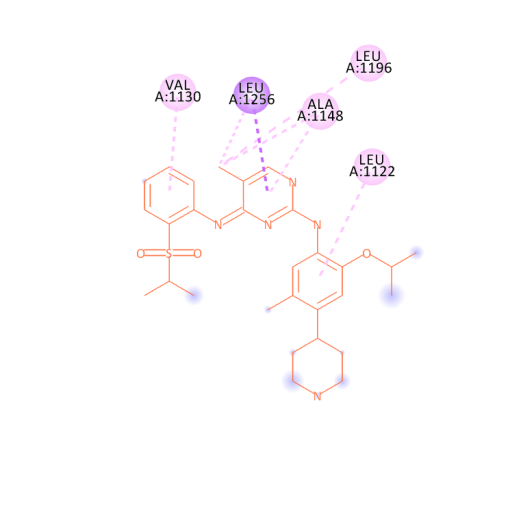 LEU
A:1196
VAL
A:1130
LEU
A:1256
ALA
A:1148
LEU
A:1122
N
N
N
N
O
S
O
O
N